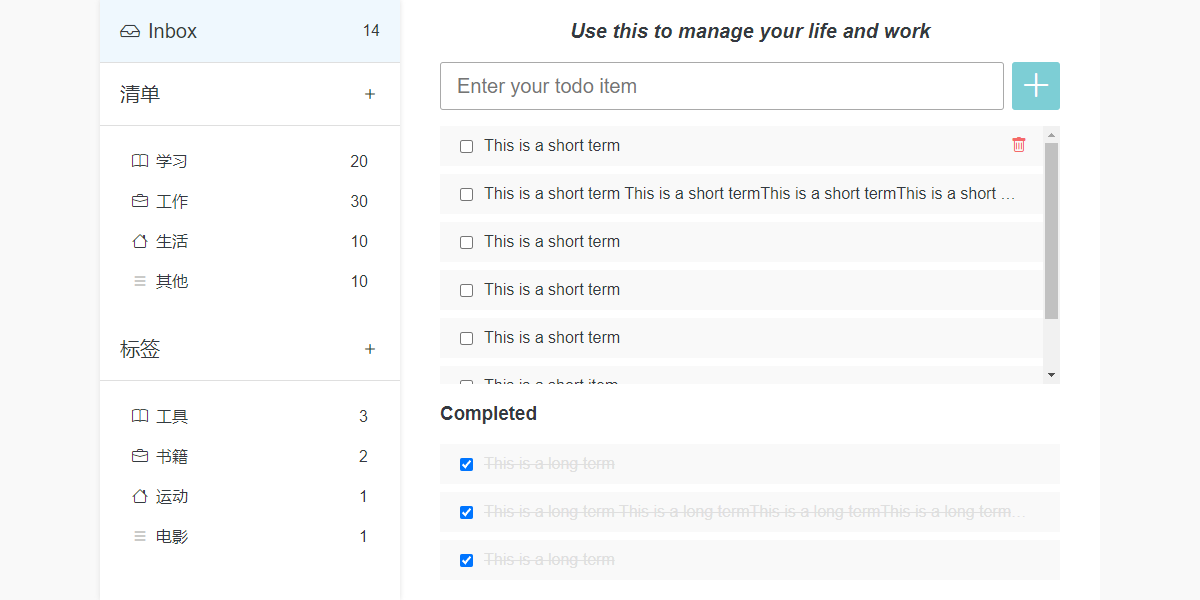 Inbox 14
清单 +
学习 20
工作 30
生活 10
其他 10
标签 +
工具 3
书籍 2
运动 1
电影 1
Use this to manage your life and work
Enter your todo item
This is a short term
This is a short term This is a short termThis is a short termThis is a short …
This is a short term
This is a short term
This is a short term
This is a short item
Completed
This is a long term
This is a long term This is a long termThis is a long termThis is a long term…
This is a long term